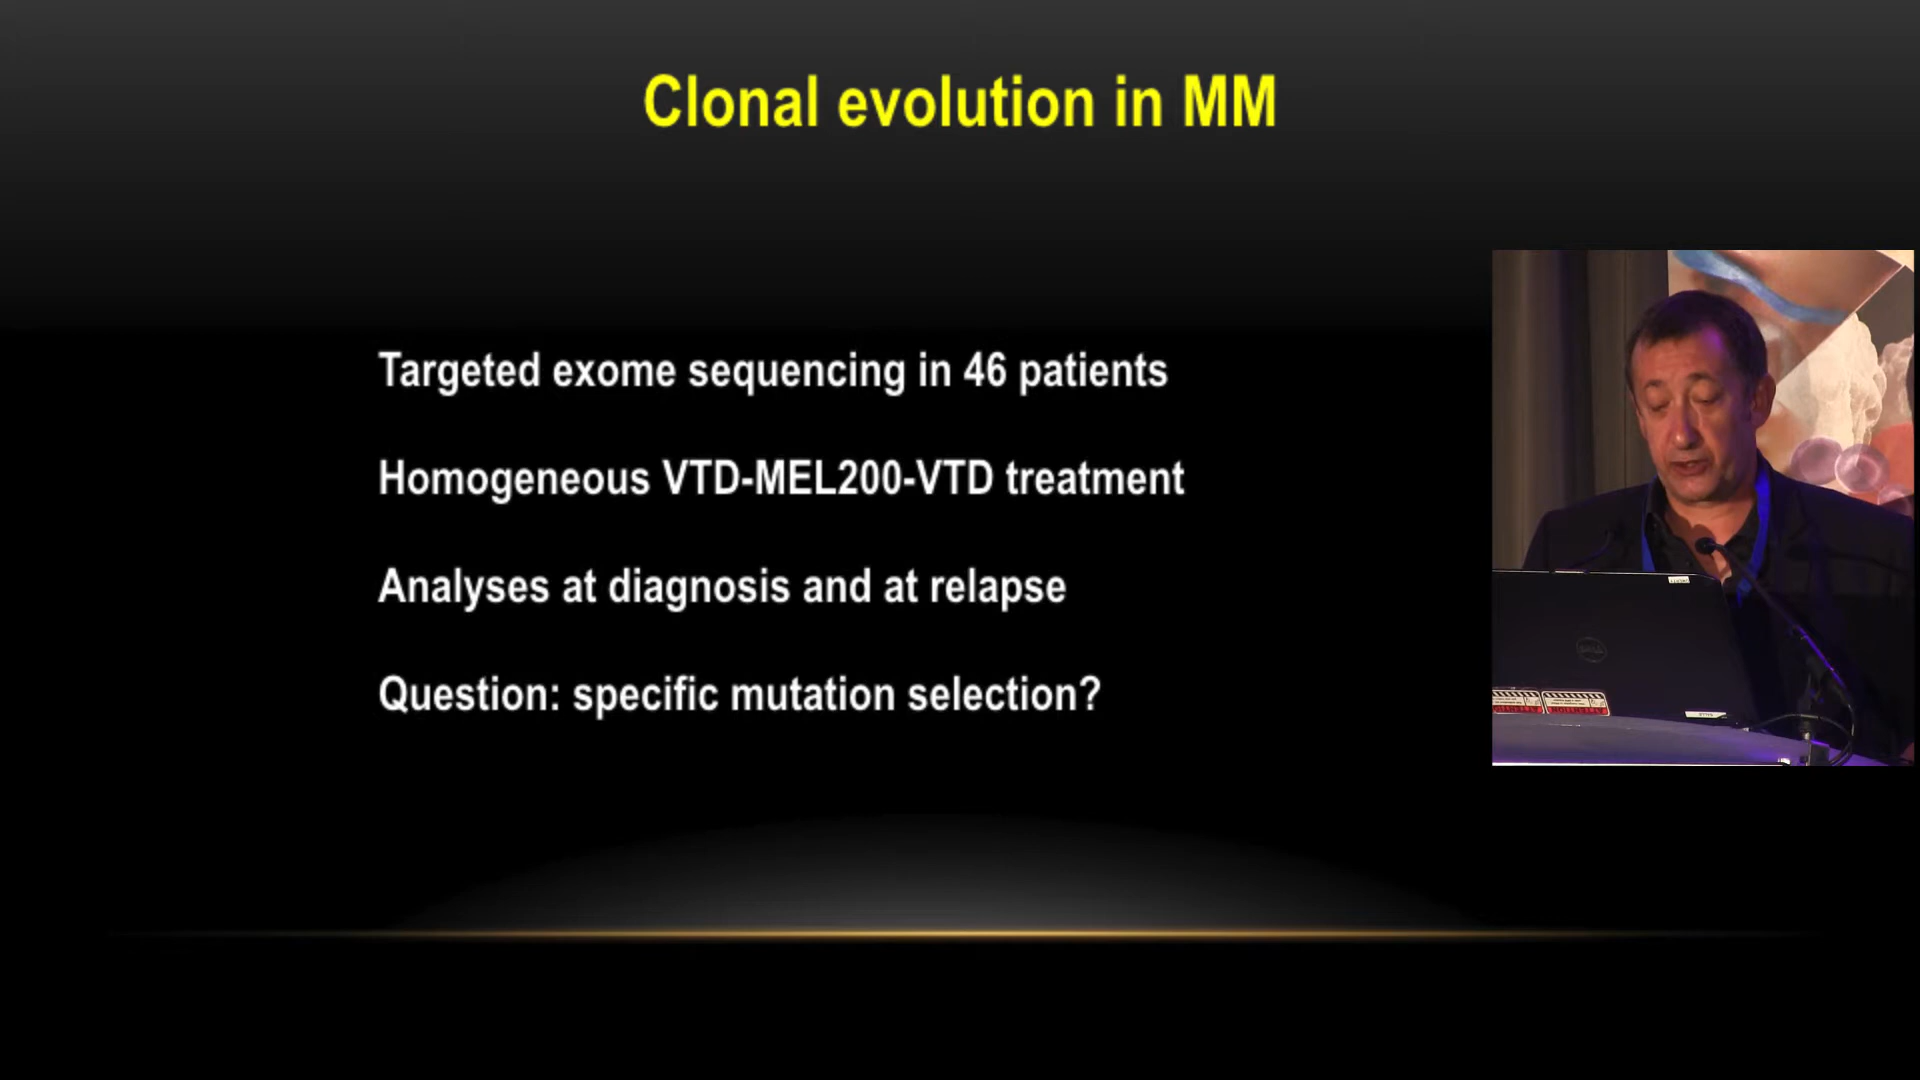 Clonal evolution in MM
Targeted exome sequencing in 46 patients
Homogeneous VTD-MEL200-VTD treatment
Analyses at diagnosis and at relapse
Question: specific mutation selection?
DELL